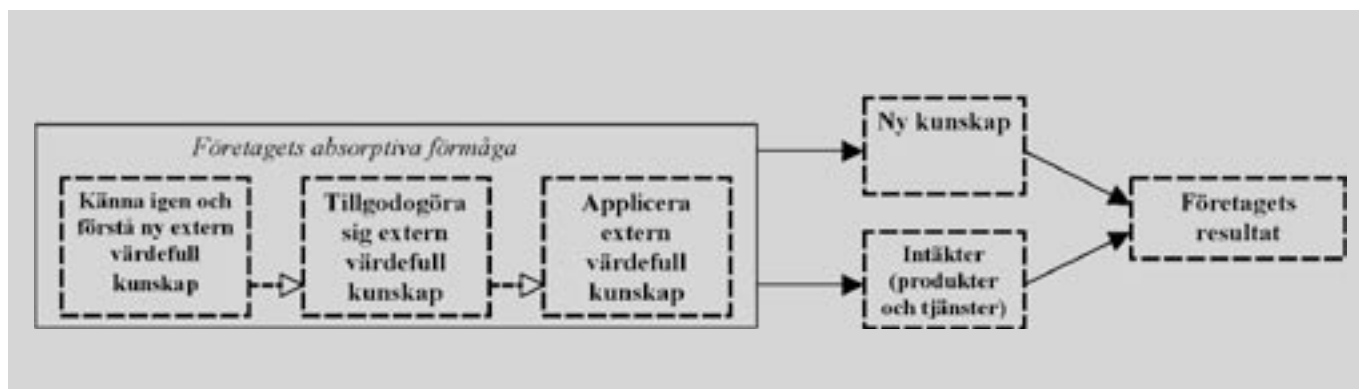 Företagets absorptiva förmåga
Känna igen och
förstå ny extern
värdefull
kunskap
Tillgodogöra
sig extern
värdefull
kunskap
Applicera
extern
värdefull
kunskap
Ny kunskap
Intäkter
(produkter
och tjänster)
Företagets
resultat